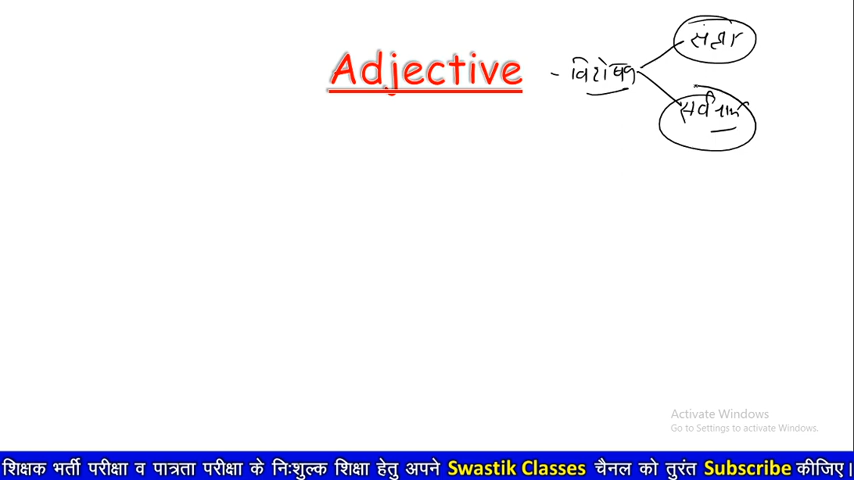 संज्ञा
Adjective - विशेषण
सर्वनाम
Activate Windows
Go to Settings to activate Windows.
शिक्षक भर्ती परीक्षा व पात्रता परीक्षा के निःशुल्क शिक्षा हेतु अपने Swastik Classes चैनल को तुरंत Subscribe कीजिए।